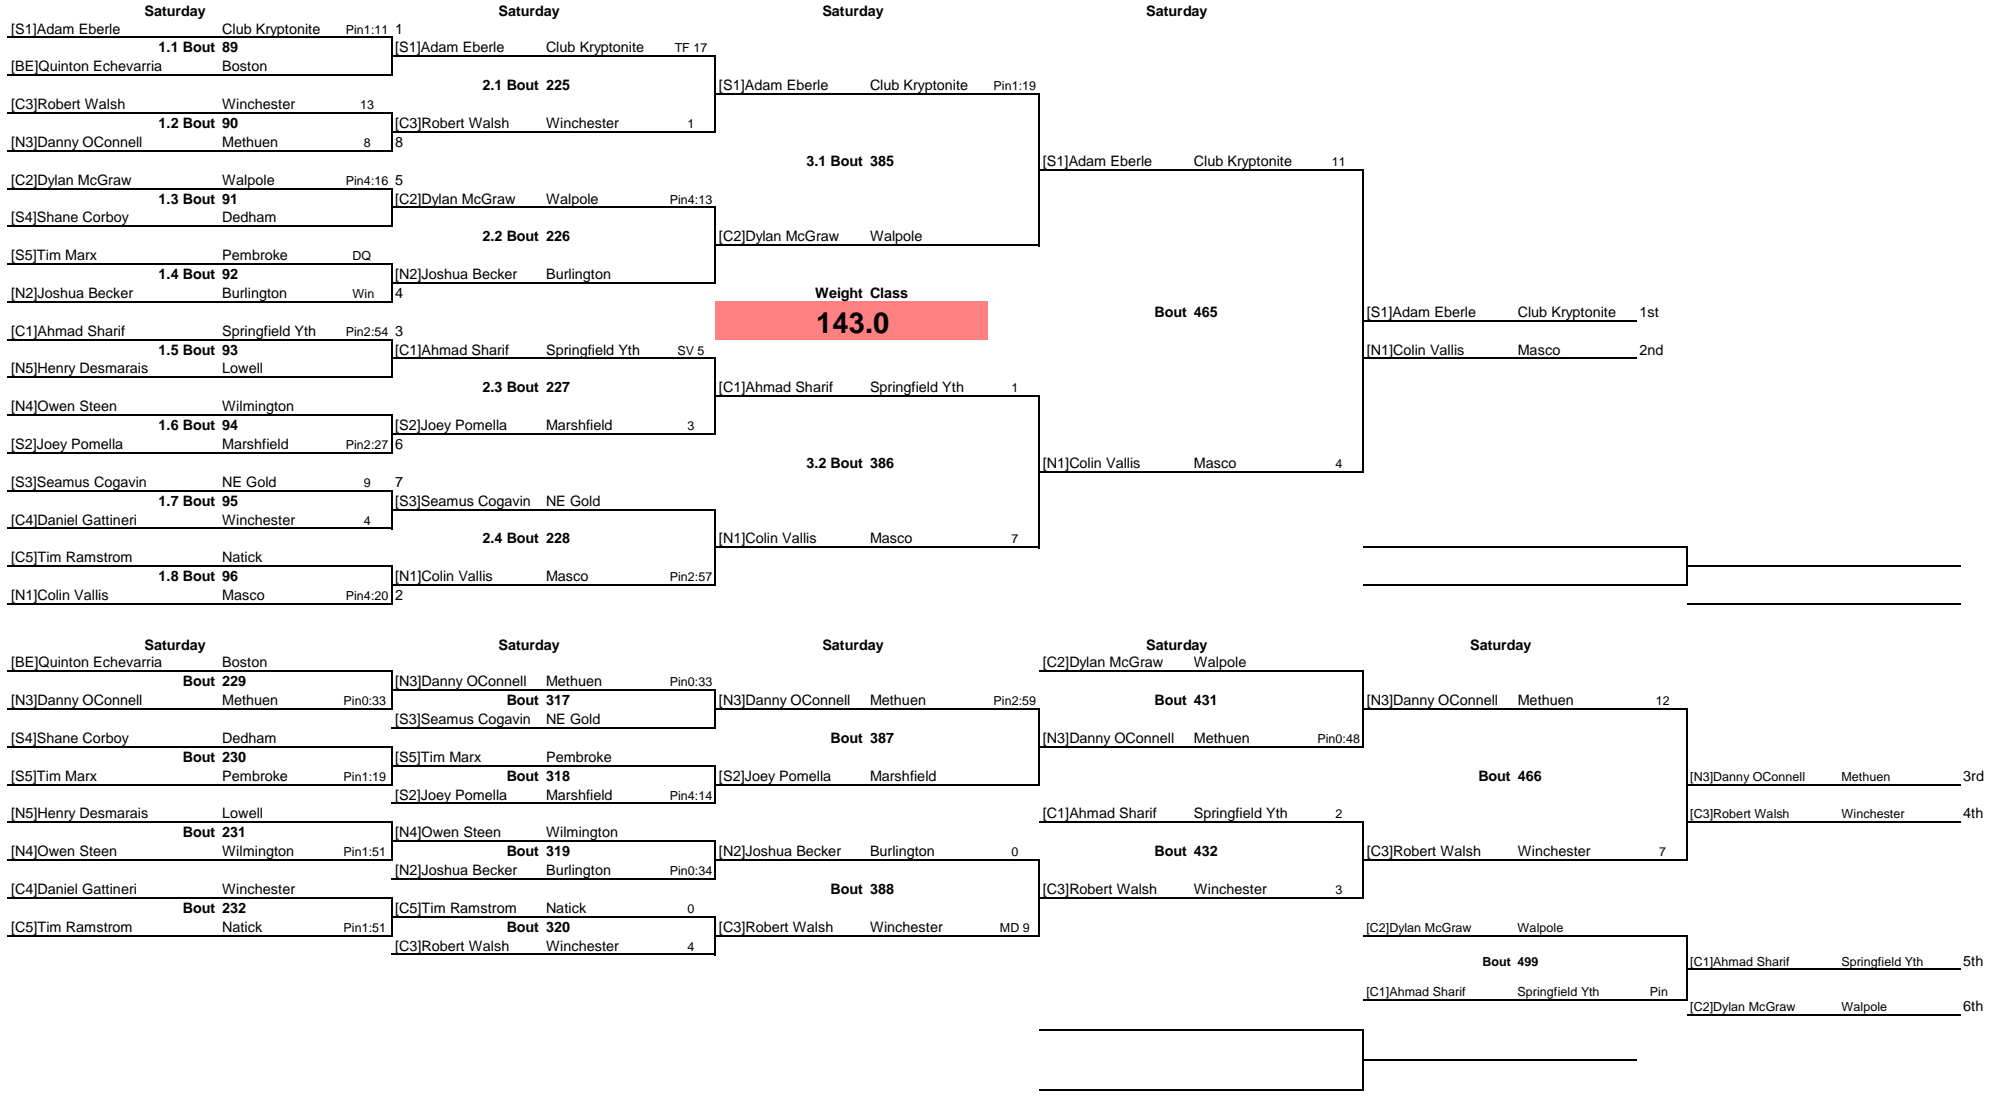 Saturday Saturday Saturday Saturday
[S1]Adam Eberle Club Kryptonite Pin1:11 1
1.1 Bout 89 [S1]Adam Eberle Club Kryptonite TF 17
[BE]Quinton Echevarria Boston
2.1 Bout 225 [S1]Adam Eberle Club Kryptonite Pin1:19
[C3]Robert Walsh Winchester 13
1.2 Bout 90 [C3]Robert Walsh Winchester 1
[N3]Danny OConnell Methuen 8 8
3.1 Bout 385 [S1]Adam Eberle Club Kryptonite 11
[C2]Dylan McGraw Walpole Pin4:16 5
1.3 Bout 91 [C2]Dylan McGraw Walpole Pin4:13
[S4]Shane Corboy Dedham
2.2 Bout 226 [C2]Dylan McGraw Walpole
[S5]Tim Marx Pembroke DQ
1.4 Bout 92 [N2]Joshua Becker Burlington
[N2]Joshua Becker Burlington Win 4 Weight Class
143.0 Bout 465 [S1]Adam Eberle Club Kryptonite 1st
[C1]Ahmad Sharif Springfield Yth Pin2:54 3
1.5 Bout 93 [C1]Ahmad Sharif Springfield Yth SV 5 [N1]Colin Vallis Masco 2nd
[N5]Henry Desmarais Lowell
2.3 Bout 227 [C1]Ahmad Sharif Springfield Yth 1
[N4]Owen Steen Wilmington
1.6 Bout 94 [S2]Joey Pomella Marshfield 3
[S2]Joey Pomella Marshfield Pin2:27 6
3.2 Bout 386 [N1]Colin Vallis Masco 4
[S3]Seamus Cogavin NE Gold 9 7
1.7 Bout 95 [S3]Seamus Cogavin NE Gold
[C4]Daniel Gattineri Winchester 4
2.4 Bout 228 [N1]Colin Vallis Masco 7
[C5]Tim Ramstrom Natick
1.8 Bout 96 [N1]Colin Vallis Masco Pin2:57
[N1]Colin Vallis Masco Pin4:20 2
Saturday Saturday Saturday Saturday Saturday
[BE]Quinton Echevarria Boston [C2]Dylan McGraw Walpole
Bout 229 [N3]Danny OConnell Methuen Pin0:33
[N3]Danny OConnell Methuen Pin0:33 Bout 317 [N3]Danny OConnell Methuen Pin2:59 Bout 431 [N3]Danny OConnell Methuen 12
[S3]Seamus Cogavin NE Gold
[S4]Shane Corboy Dedham Bout 387 [N3]Danny OConnell Methuen Pin0:48
Bout 230 [S5]Tim Marx Pembroke
[S5]Tim Marx Pembroke Pin1:19 Bout 318 [S2]Joey Pomella Marshfield Bout 466 [N3]Danny OConnell Methuen 3rd
[S2]Joey Pomella Marshfield Pin4:14
[N5]Henry Desmarais Lowell [C1]Ahmad Sharif Springfield Yth 2 [C3]Robert Walsh Winchester 4th
Bout 231 [N4]Owen Steen Wilmington
[N4]Owen Steen Wilmington Pin1:51 Bout 319 [N2]Joshua Becker Burlington 0 Bout 432 [C3]Robert Walsh Winchester 7
[N2]Joshua Becker Burlington Pin0:34
[C4]Daniel Gattineri Winchester Bout 388 [C3]Robert Walsh Winchester 3
Bout 232 [C5]Tim Ramstrom Natick 0
[C5]Tim Ramstrom Natick Pin1:51 Bout 320 [C3]Robert Walsh Winchester MD 9 [C2]Dylan McGraw Walpole
[C3]Robert Walsh Winchester 4
Bout 499 [C1]Ahmad Sharif Springfield Yth 5th
[C1]Ahmad Sharif Springfield Yth Pin
[C2]Dylan McGraw Walpole 6th